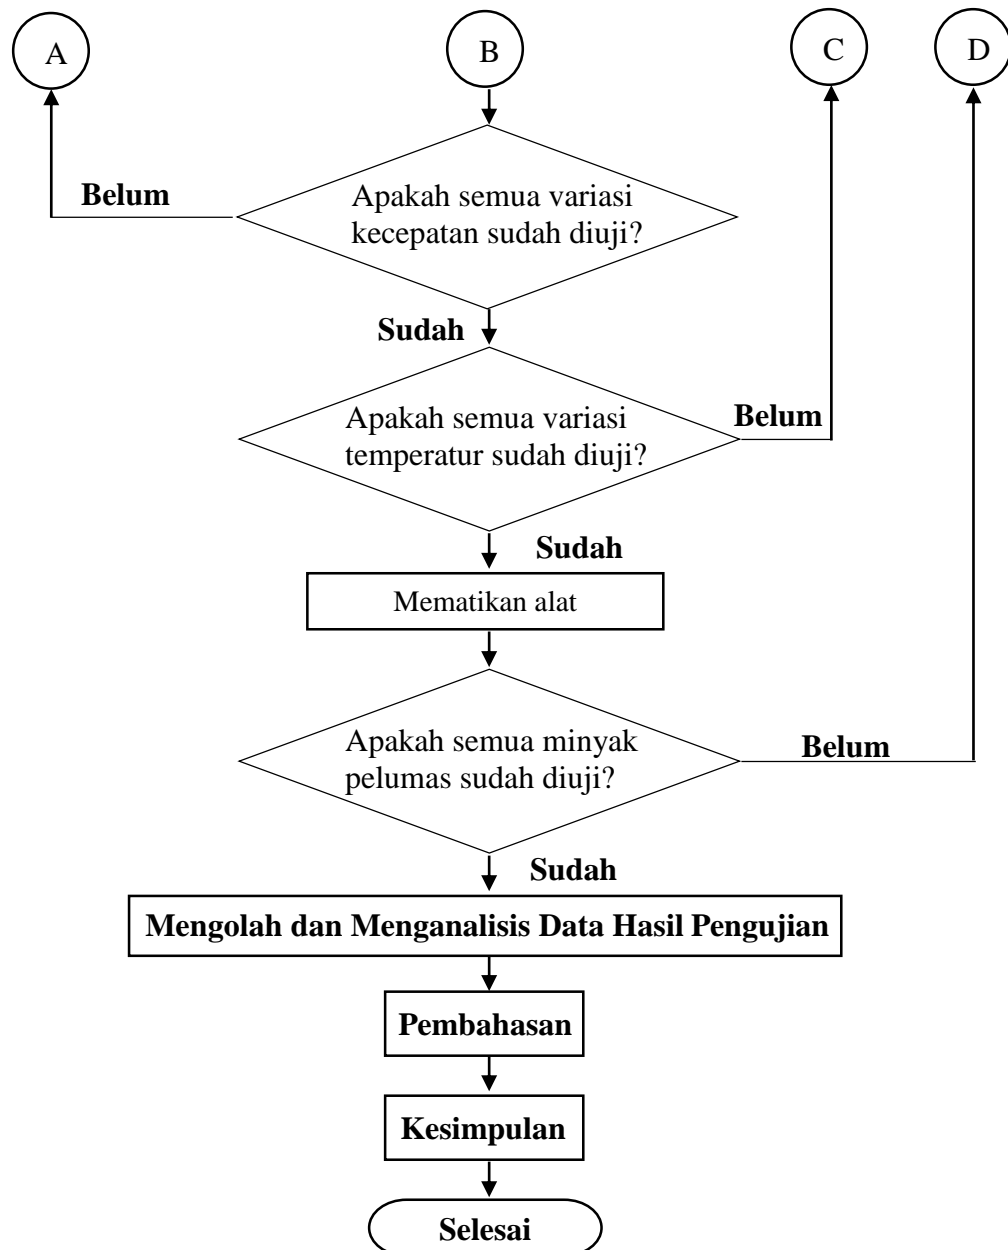 A
B
C
D
Belum
Apakah semua variasi
kecepatan sudah diuji?
Sudah
Apakah semua variasi
temperatur sudah diuji?
Belum
Sudah
Mematikan alat
Apakah semua minyak
pelumas sudah diuji?
Belum
Sudah
Mengolah dan Menganalisis Data Hasil Pengujian
Pembahasan
Kesimpulan
Selesai